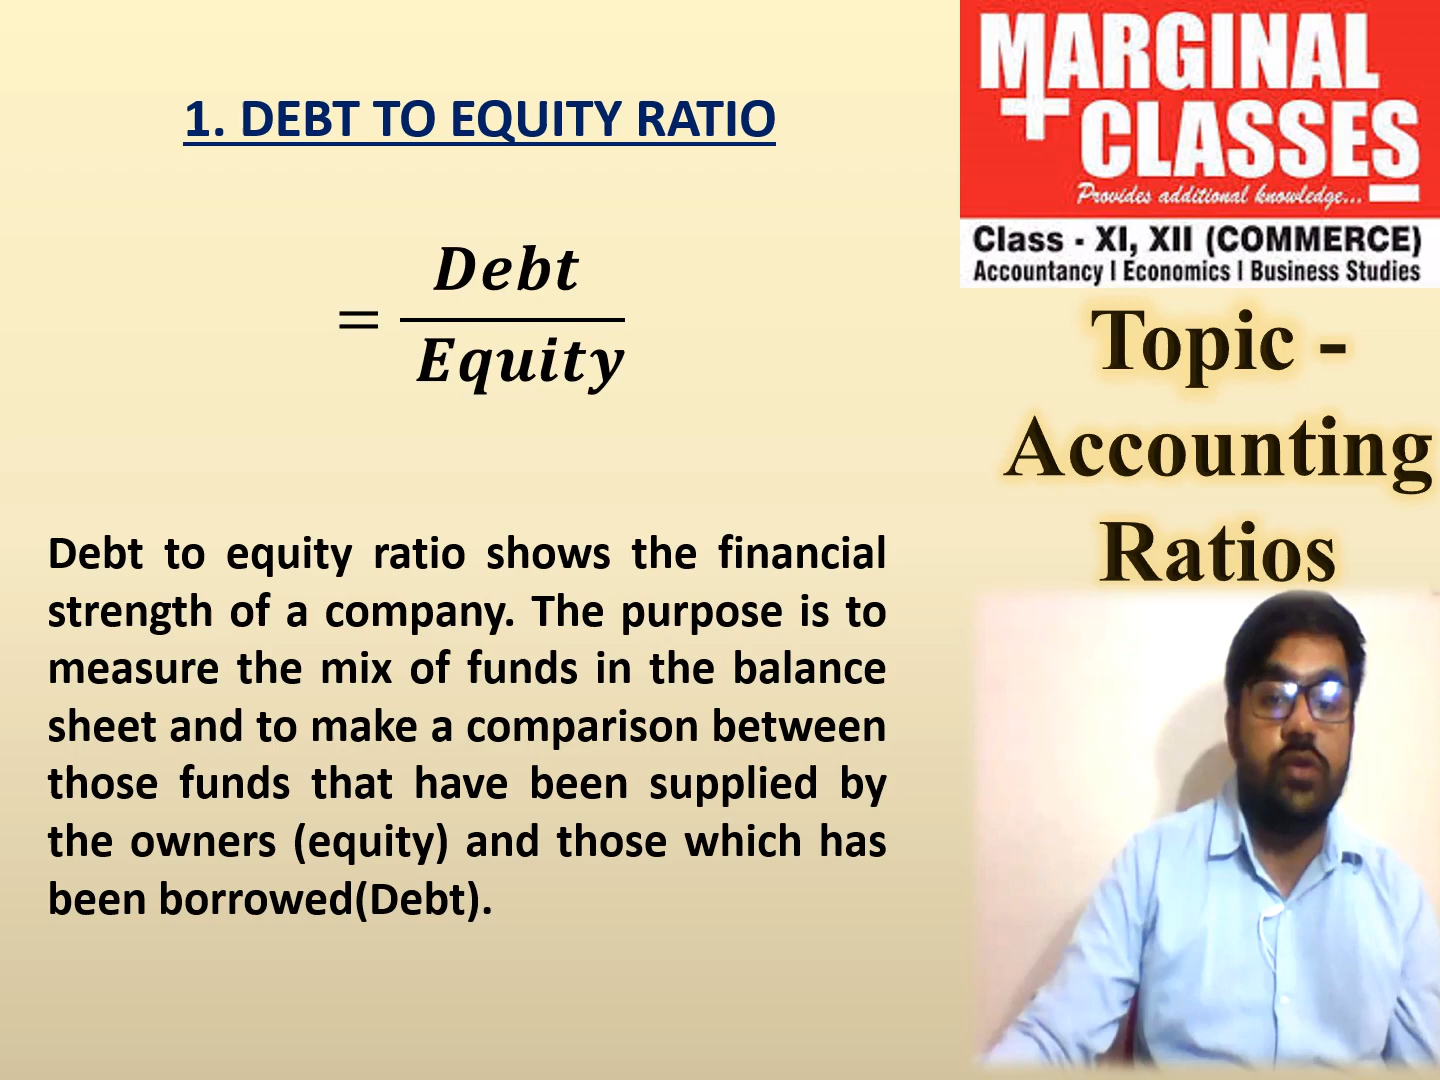 1. DEBT TO EQUITY RATIO
= Debt
Equity
Debt to equity ratio shows the financial
strength of a company. The purpose is to
measure the mix of funds in the balance
sheet and to make a comparison between
those funds that have been supplied by
the owners (equity) and those which has
been borrowed(Debt).
MARGINAL
CLASSES
Provides additional knowledge...
Class - XI, XII (COMMERCE)
Accountancy | Economics | Business Studies
Topic -
Accounting
Ratios